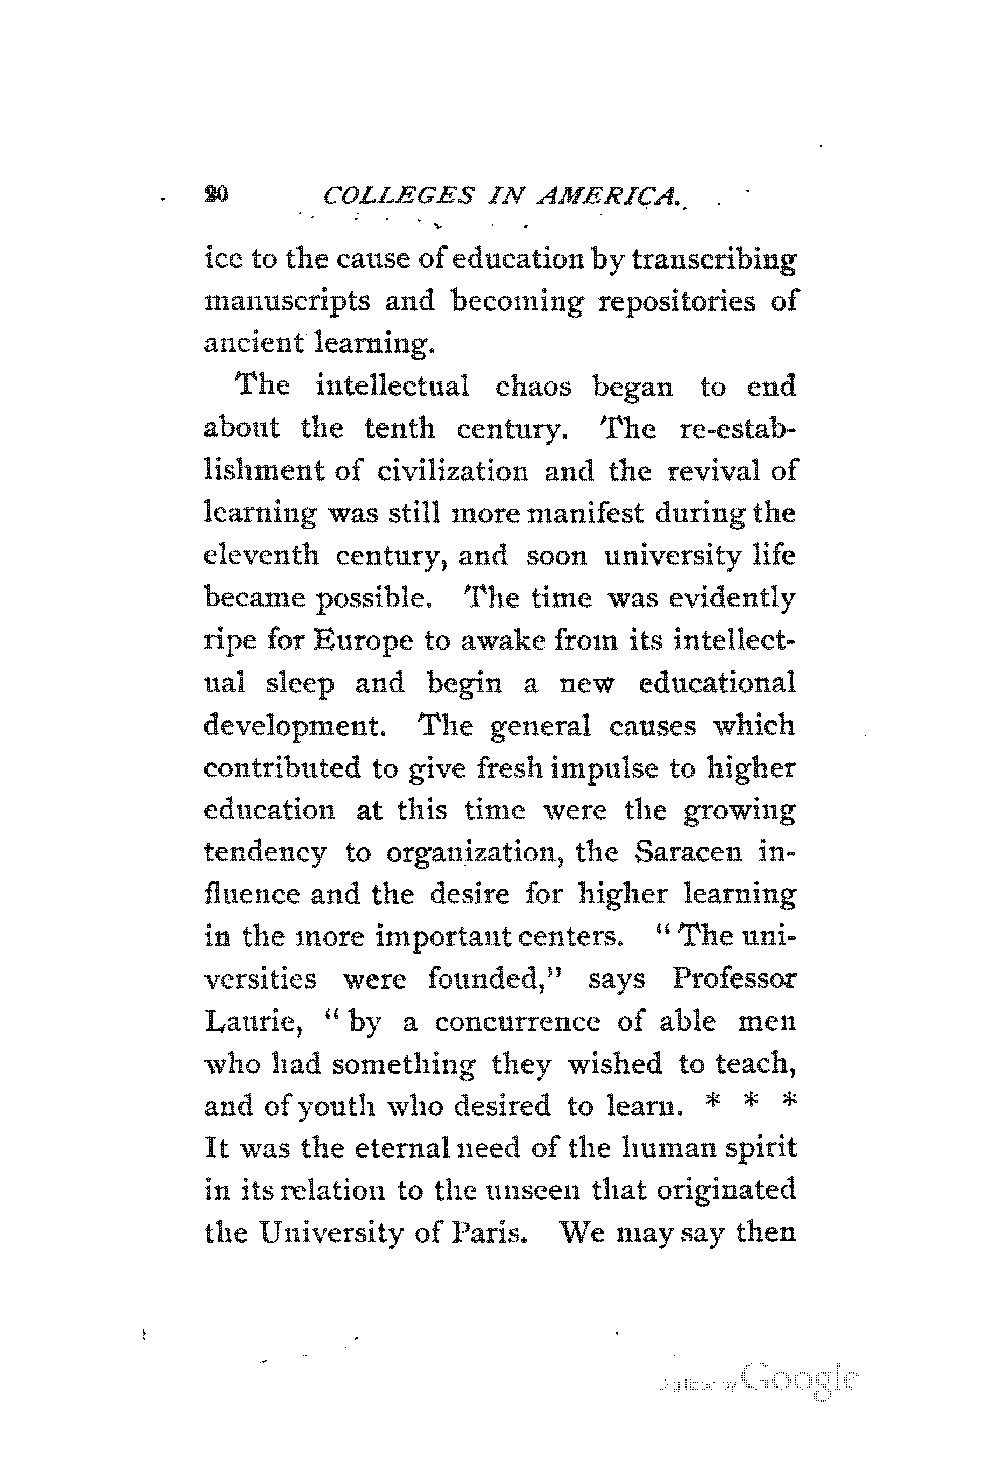 20 COLLEGES IN AMERICA.
ice to the cause of education by transcribing
manuscripts and becoming repositories of
ancient learning.
The intellectual chaos began to end
about the tenth century. The re-estab-
lishment of civilization and the revival of
learning was still more manifest during the
eleventh century, and soon university life
became possible. The time was evidently
ripe for Europe to awake from its intellect-
ual sleep and begin a new educational
development. The general causes which
contributed to give fresh impulse to higher
education at this time were the growing
tendency to organization, the Saracen in-
fluence and the desire for higher learning
in the more important centers. "The uni-
versities were founded," says Professor
Laurie, "by a concurrence of able men
who had something they wished to teach,
and of youth who desired to learn. * * *
It was the eternal need of the human spirit
in its relation to the unseen that originated
the University of Paris. We may say then
Digitized by Google